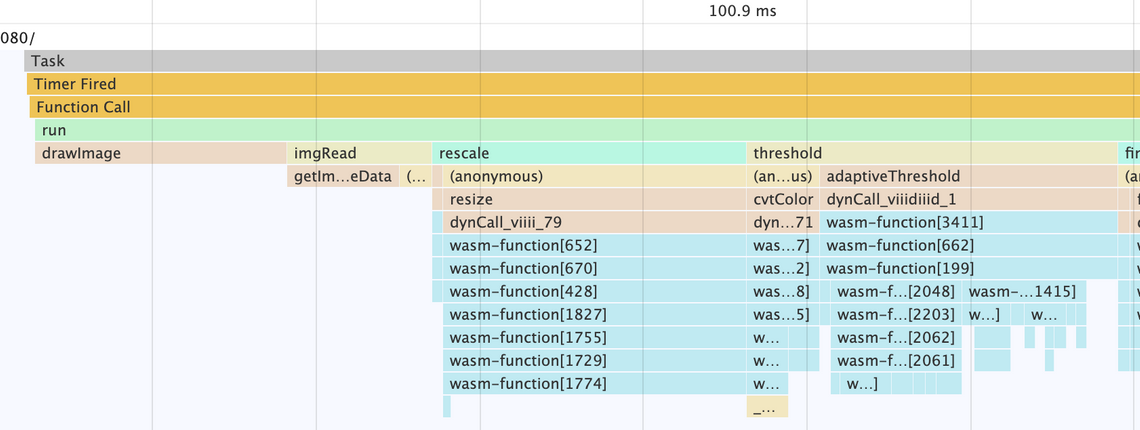 100.9 ms
080/
Task
Timer Fired
Function Call
run
drawImage imgRead rescale threshold fir
getIm…eData (… (anonymous) (an…us) adaptiveThreshold (a
resize cvtColor dynCall_viiidiiid_1
dynCall_viiii_79 dyn…71 wasm-function[3411]
wasm-function[652] was…7] wasm-function[662]
wasm-function[670] was…2] wasm-function[199]
wasm-function[428] was…8] wasm-f…[2048] wasm-…1415]
wasm-function[1827] was…5] wasm-f…[2203] w…] w…
wasm-function[1755] w… wasm-f…[2062]
wasm-function[1729] w… wasm-f…[2061]
wasm-function[1774] w… w…]
_…